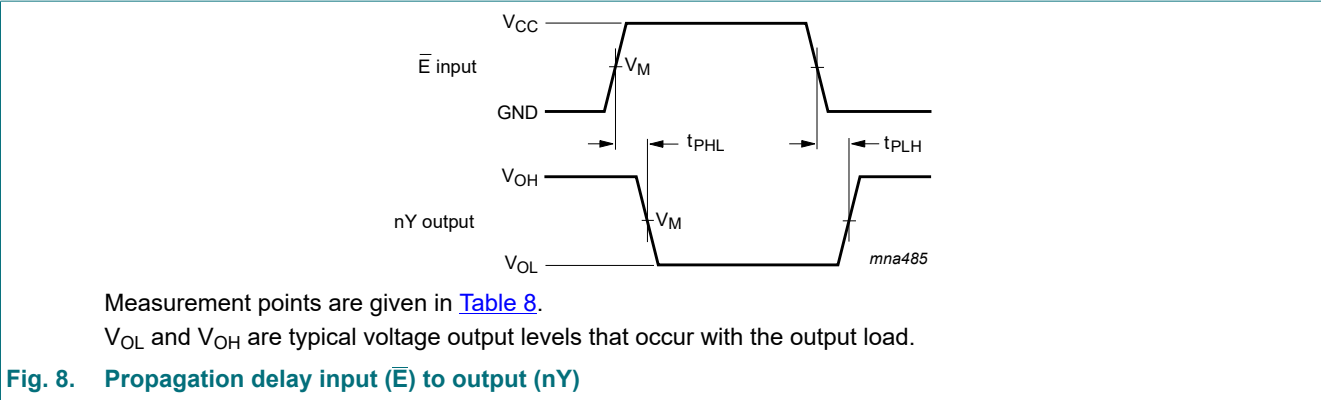 VCC
E̅ input
VM
GND
tPHL
tPLH
VOH
nY output
VM
VOL
mna485
Measurement points are given in Table 8.
VOL and VOH are typical voltage output levels that occur with the output load.
Fig. 8. Propagation delay input (E̅) to output (nY)